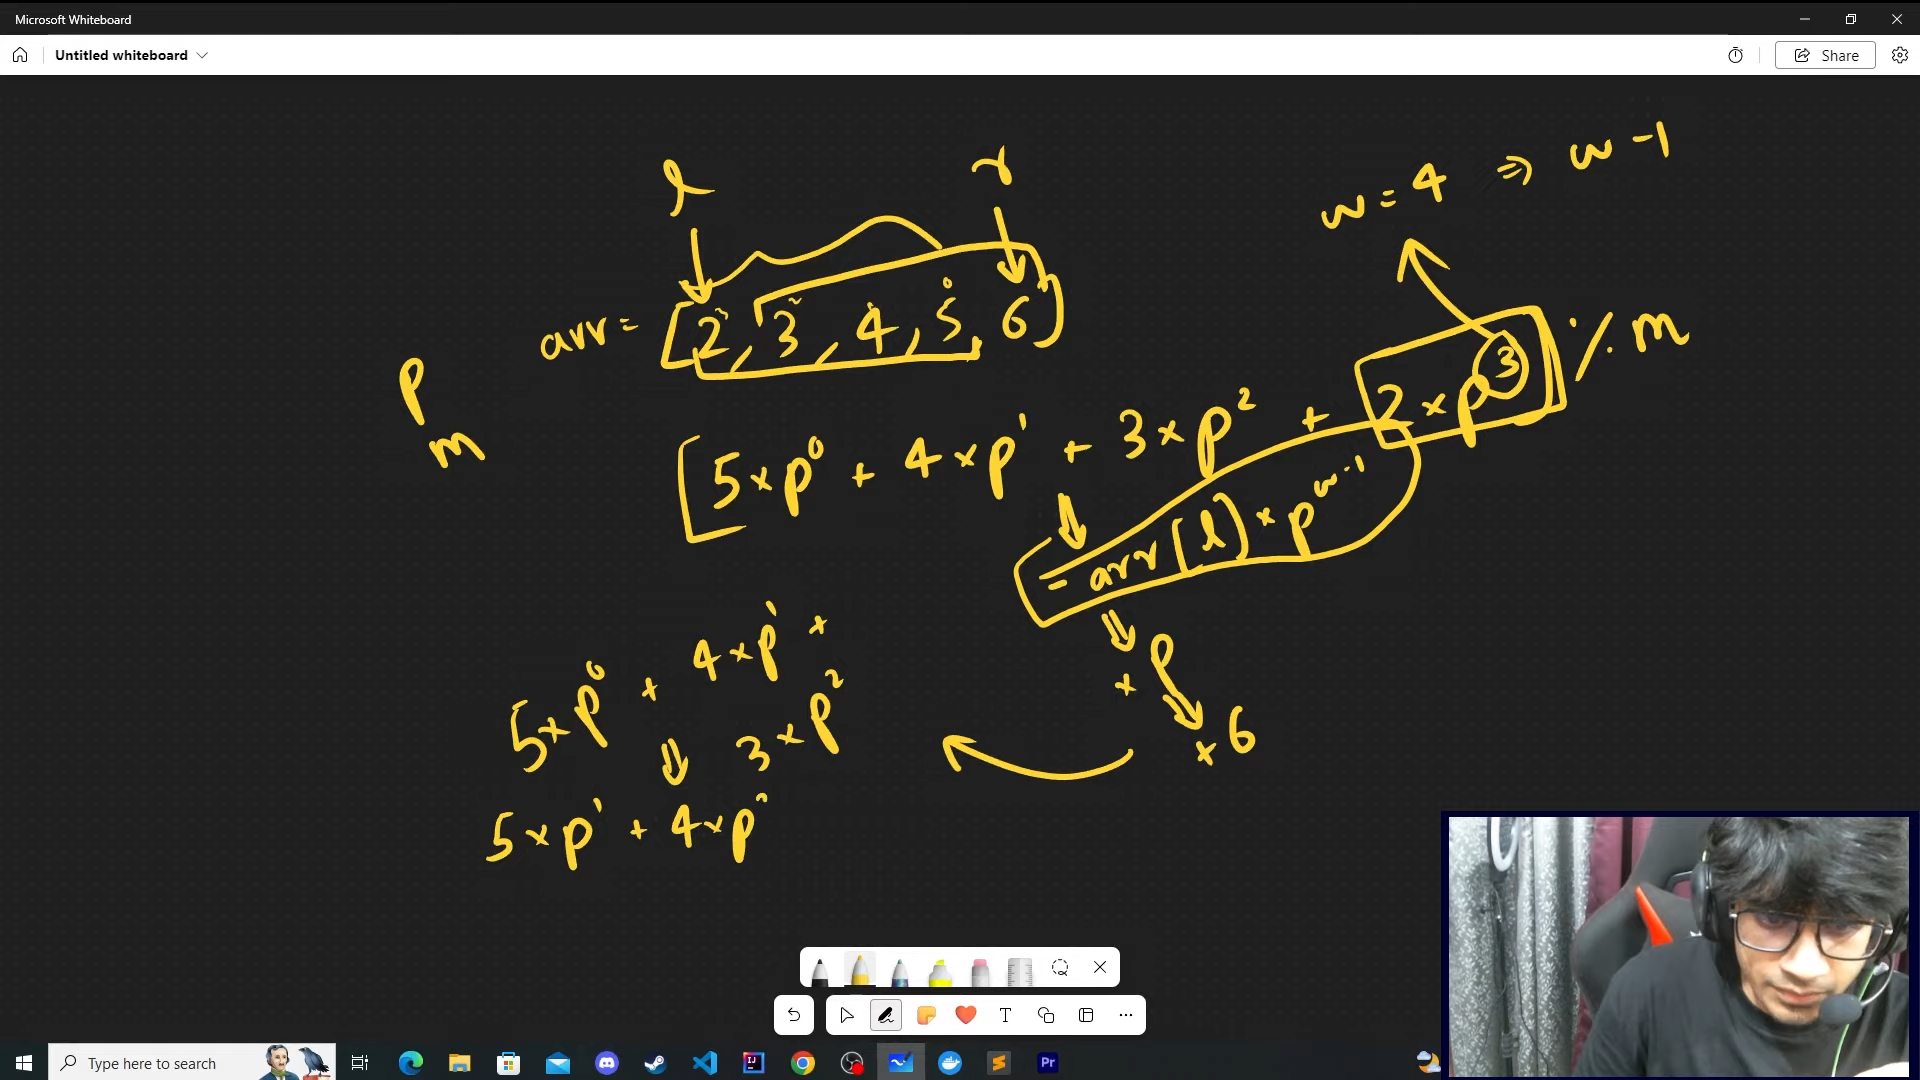 Microsoft Whiteboard
Untitled whiteboard
Share
l
r
w = 4 ⇒ w - 1
arr = [2, 3, 4, 5, 6]
p
m
[5 × p⁰ + 4 × p¹ + 3 × p² + 2 × p³] % m
= arr[l] × p^(w-1)
× p
× 6
5 × p⁰ + 4 × p¹ +
3 × p²
5 × p¹ + 4 × p²
Type here to search